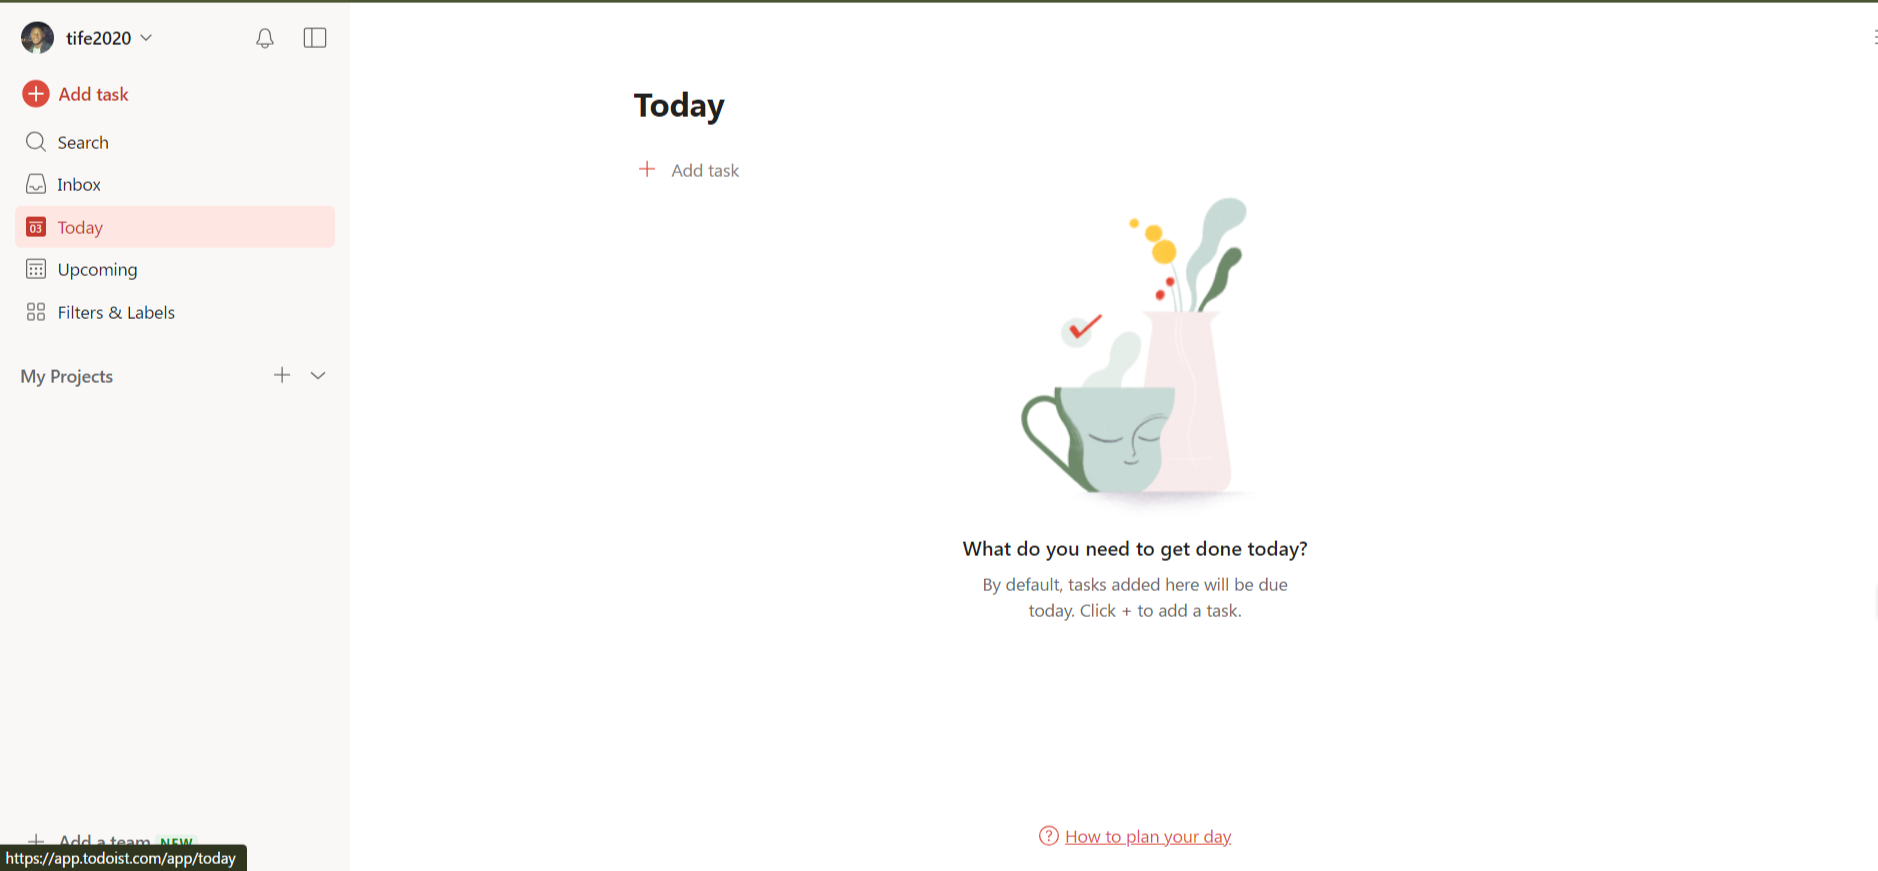 tife2020
Add task
Search
Inbox
03
Today
Upcoming
Filters & Labels
My Projects
Add a team NEW
https://app.todoist.com/app/today
Today
Add task
What do you need to get done today?
By default, tasks added here will be due
today. Click + to add a task.
How to plan your day